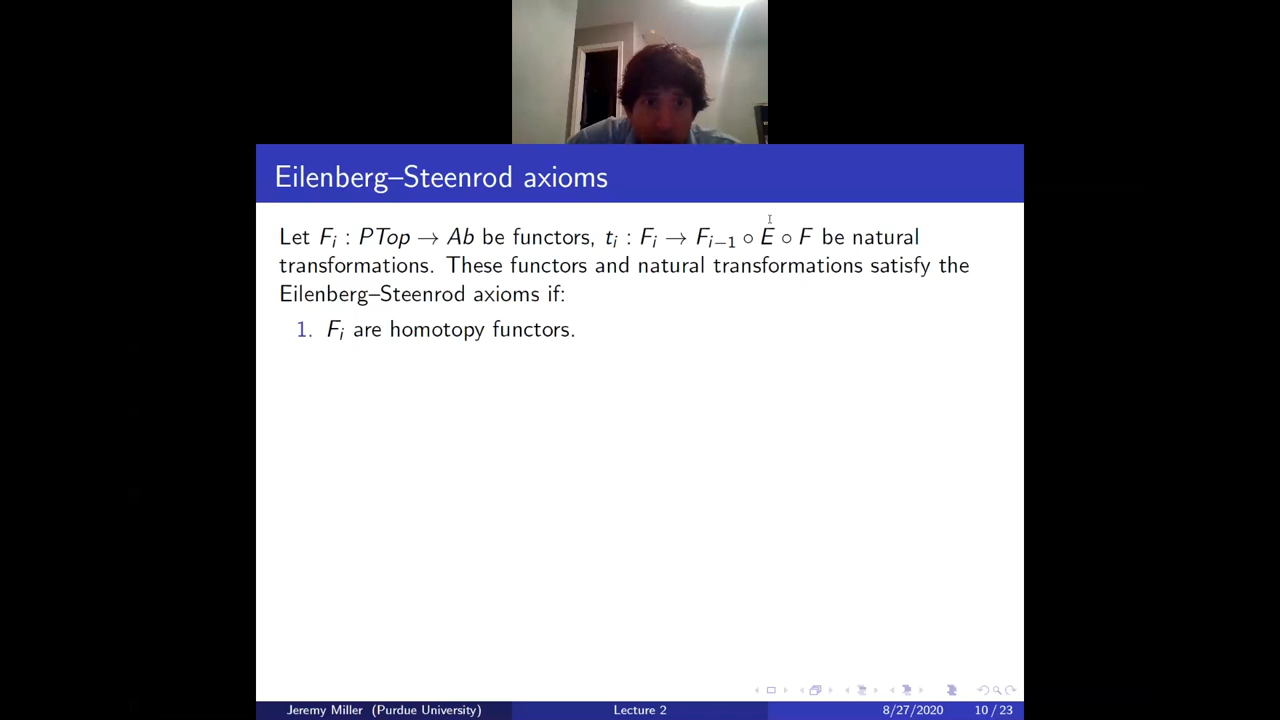 Eilenberg–Steenrod axioms
Let F_i : PTop → Ab be functors, t_i : F_i → F_{i−1} ∘ E ∘ F be natural
transformations. These functors and natural transformations satisfy the
Eilenberg–Steenrod axioms if:
1. F_i are homotopy functors.
Jeremy Miller (Purdue University) Lecture 2 8/27/2020 10 / 23